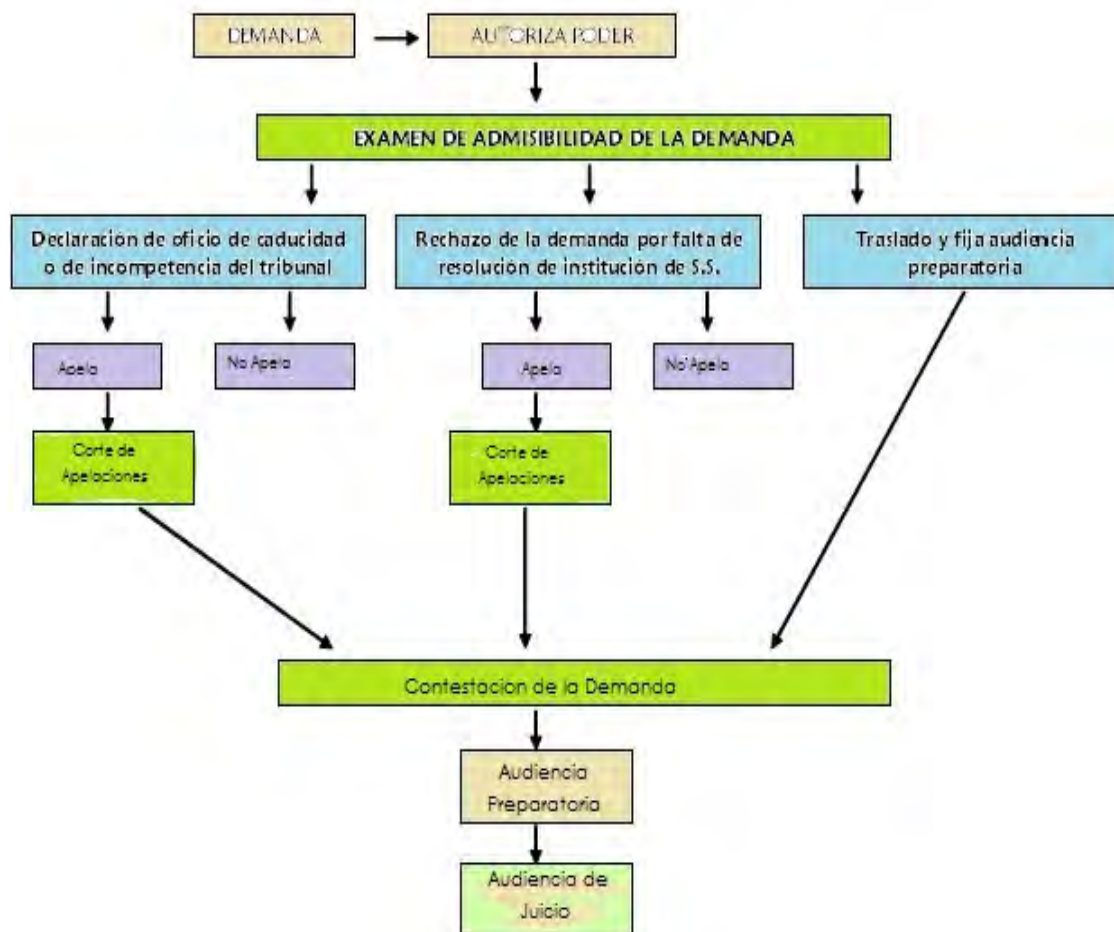 DEMANDA
AUTORIZA PODER
EXAMEN DE ADMISIBILIDAD DE LA DEMANDA
Declaración de oficio de caducidad
o de incompetencia del tribunal
Rechazo de la demanda por falta de
resolución de institución de S.S.
Traslado y fija audiencia
preparatoria
Apela
No Apela
Apela
No Apela
Corte de
Apelaciones
Corte de
Apelaciones
Contestacion de la Demanda
Audiencia
Preparatoria
Audiencia de
Juicio